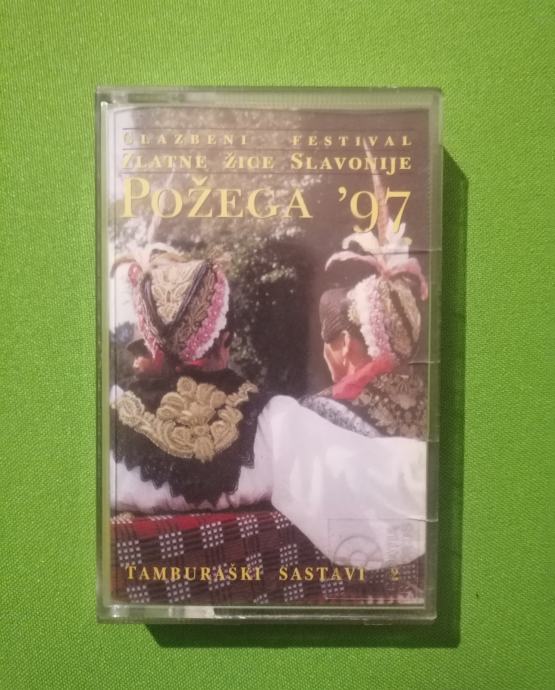 GLAZBENI FESTIVAL
ZLATNE ŽICE SLAVONIJE
POŽEGA '97
TAMBURAŠKI SASTAVI 2